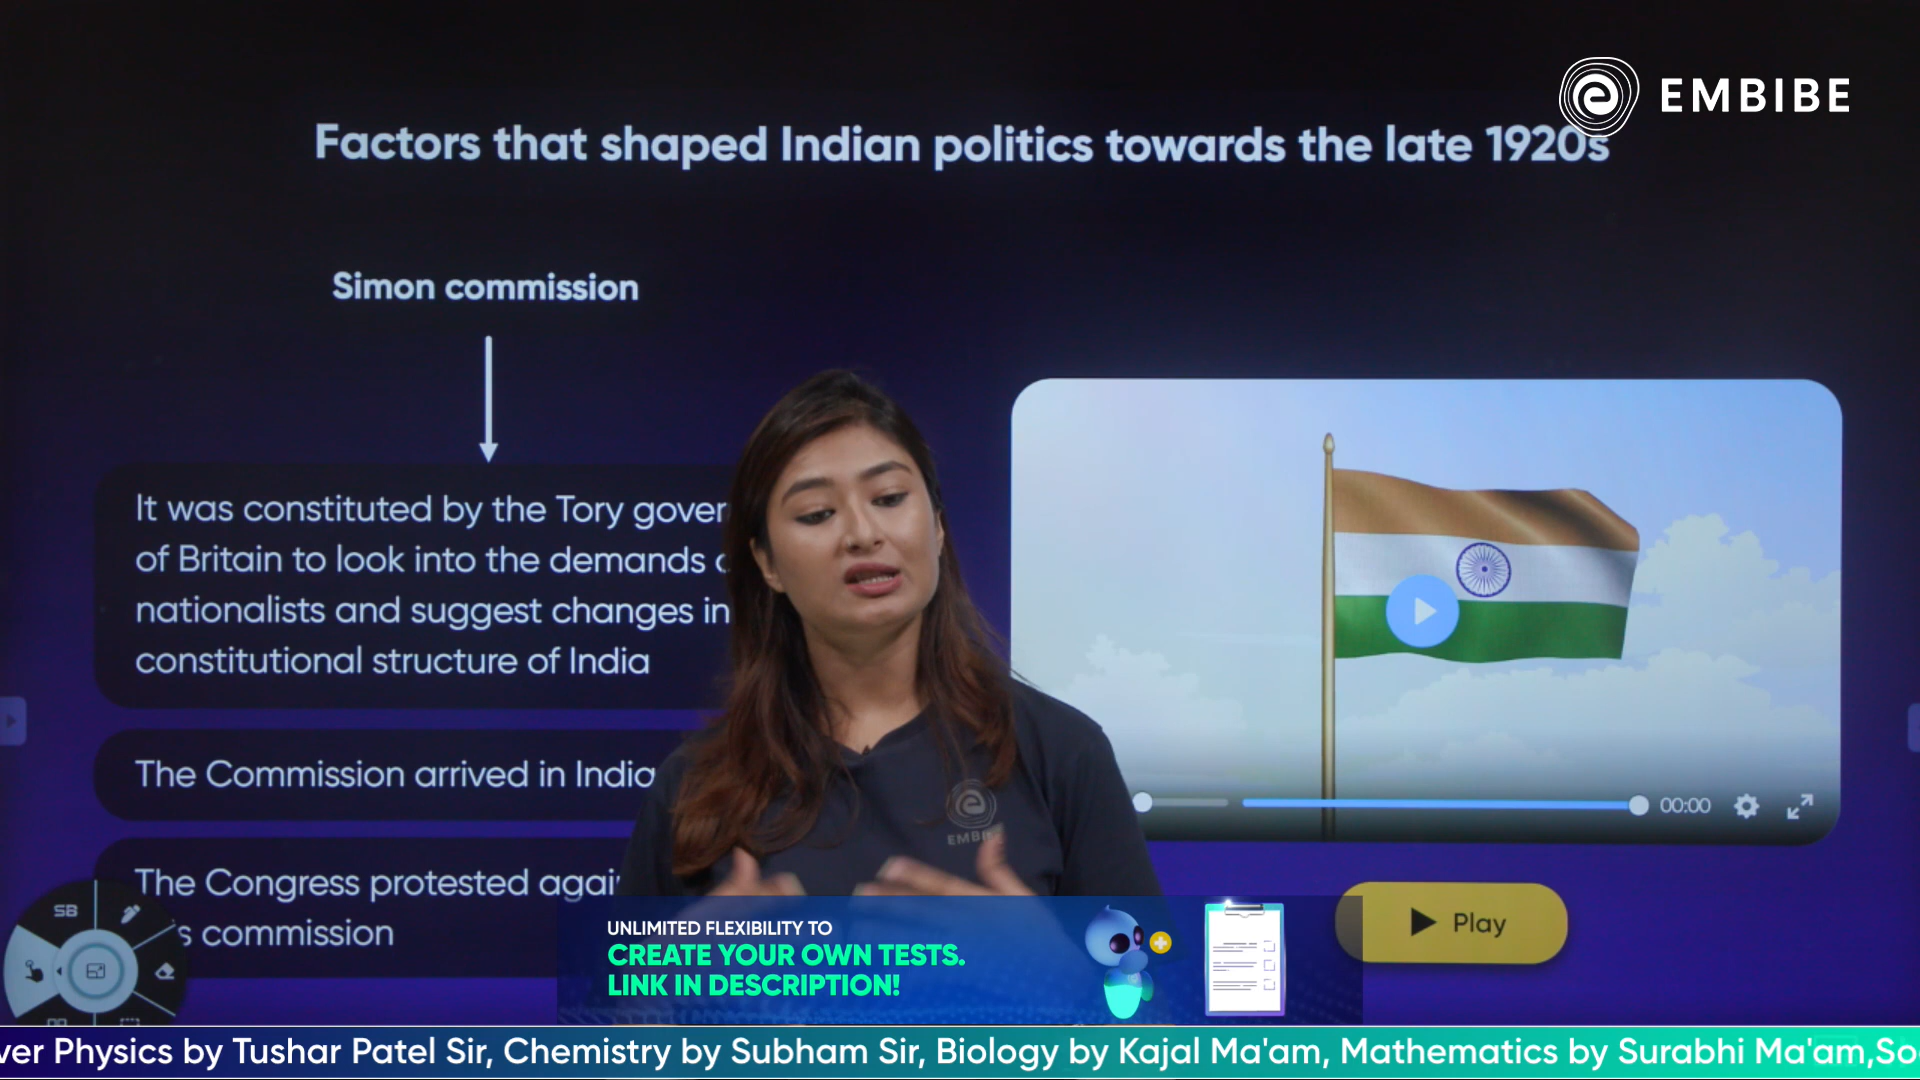 EMBIBE
Factors that shaped Indian politics towards the late 1920s
Simon commission
It was constituted by the Tory
of Britain to look into the demands
nationalists and suggest changes in
constitutional structure of India
The Commission arrived in India
The Congress protested
commission
00:00
Play
SB
UNLIMITED FLEXIBILITY TO
CREATE YOUR OWN TESTS.
LINK IN DESCRIPTION!
Physics by Tushar Patel Sir, Chemistry by Subham Sir, Biology by Kajal Ma'am, Mathematics by Surabhi Ma'am,